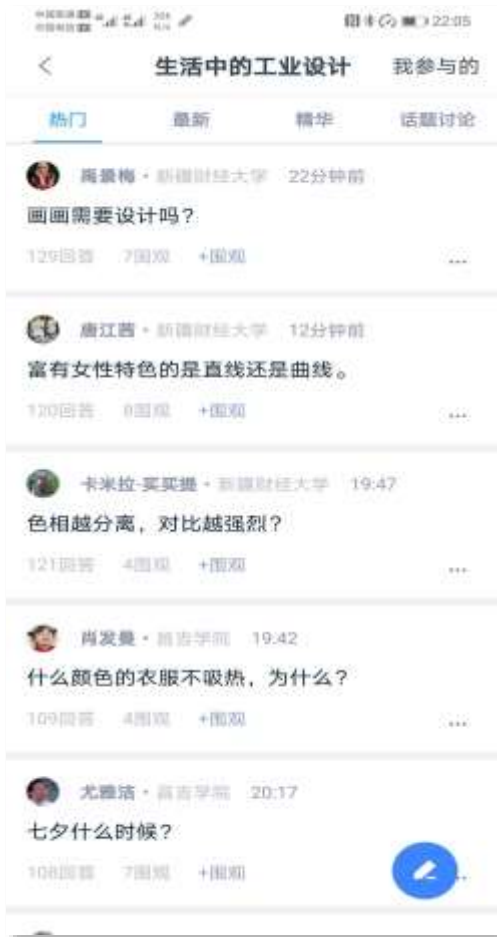 22:05
生活中的工业设计 我参与的
热门 最新 精华 话题讨论
禹景梅·新疆财经大学 22分钟前
画画需要设计吗？
129回答 7围观 +围观
唐江茜·新疆财经大学 12分钟前
富有女性特色的是直线还是曲线。
120回答 8围观 +围观
卡米拉·买买提·新疆财经大学 19:47
色相越分离，对比越强烈？
121回答 4围观 +围观
肖发曼·昌吉学院 19:42
什么颜色的衣服不吸热，为什么？
109回答 4围观 +围观
尤雅洁·昌吉学院 20:17
七夕什么时候？
108回答 7围观 +围观